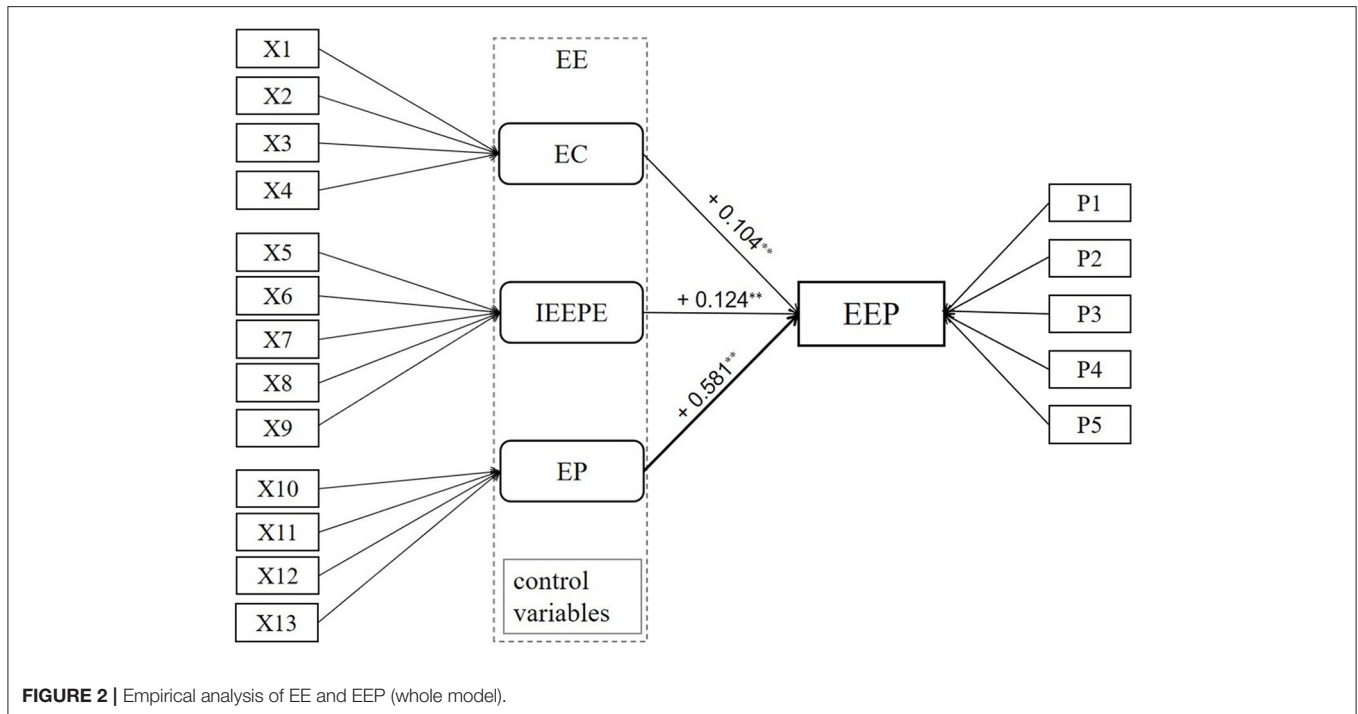 X1
X2
X3
X4
X5
X6
X7
X8
X9
X10
X11
X12
X13
EE
EC
IEEPE
EP
control
variables
+ 0.104**
+ 0.124**
+ 0.581**
EEP
P1
P2
P3
P4
P5
FIGURE 2 | Empirical analysis of EE and EEP (whole model).